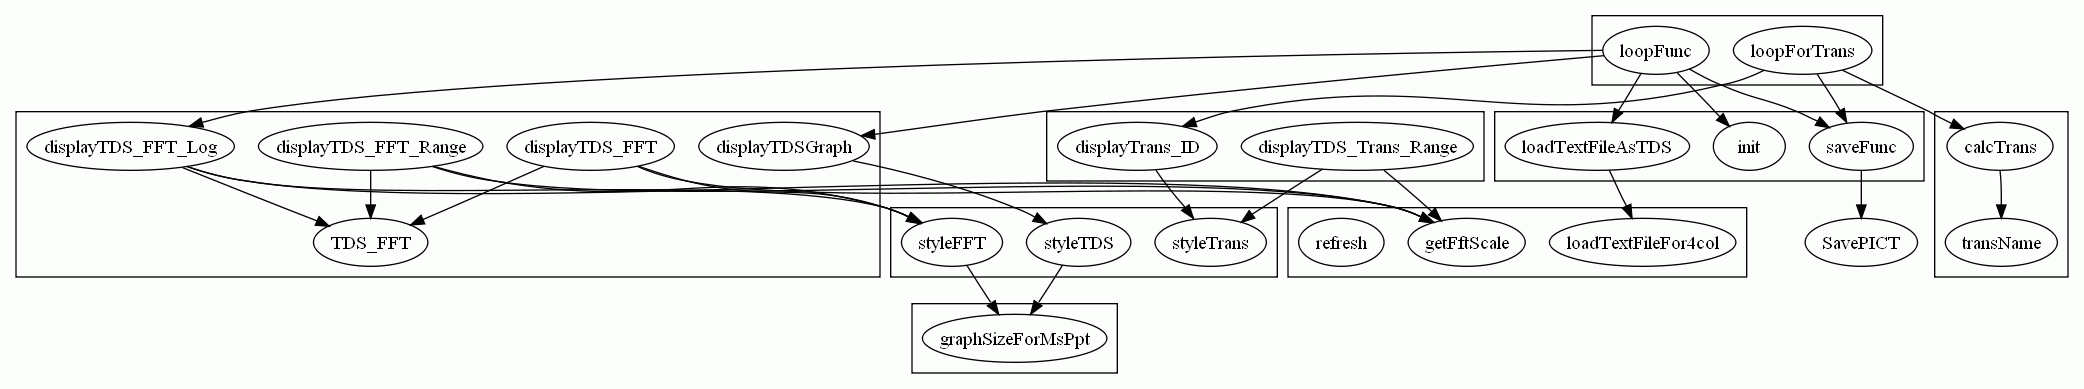 loopFunc
loopForTrans
displayTDS_FFT_Log
displayTDS_FFT_Range
displayTDS_FFT
displayTDSGraph
displayTrans_ID
displayTDS_Trans_Range
loadTextFileAsTDS
init
saveFunc
calcTrans
TDS_FFT
styleFFT
styleTDS
styleTrans
refresh
getFftScale
loadTextFileFor4col
SavePICT
transName
graphSizeForMsPpt